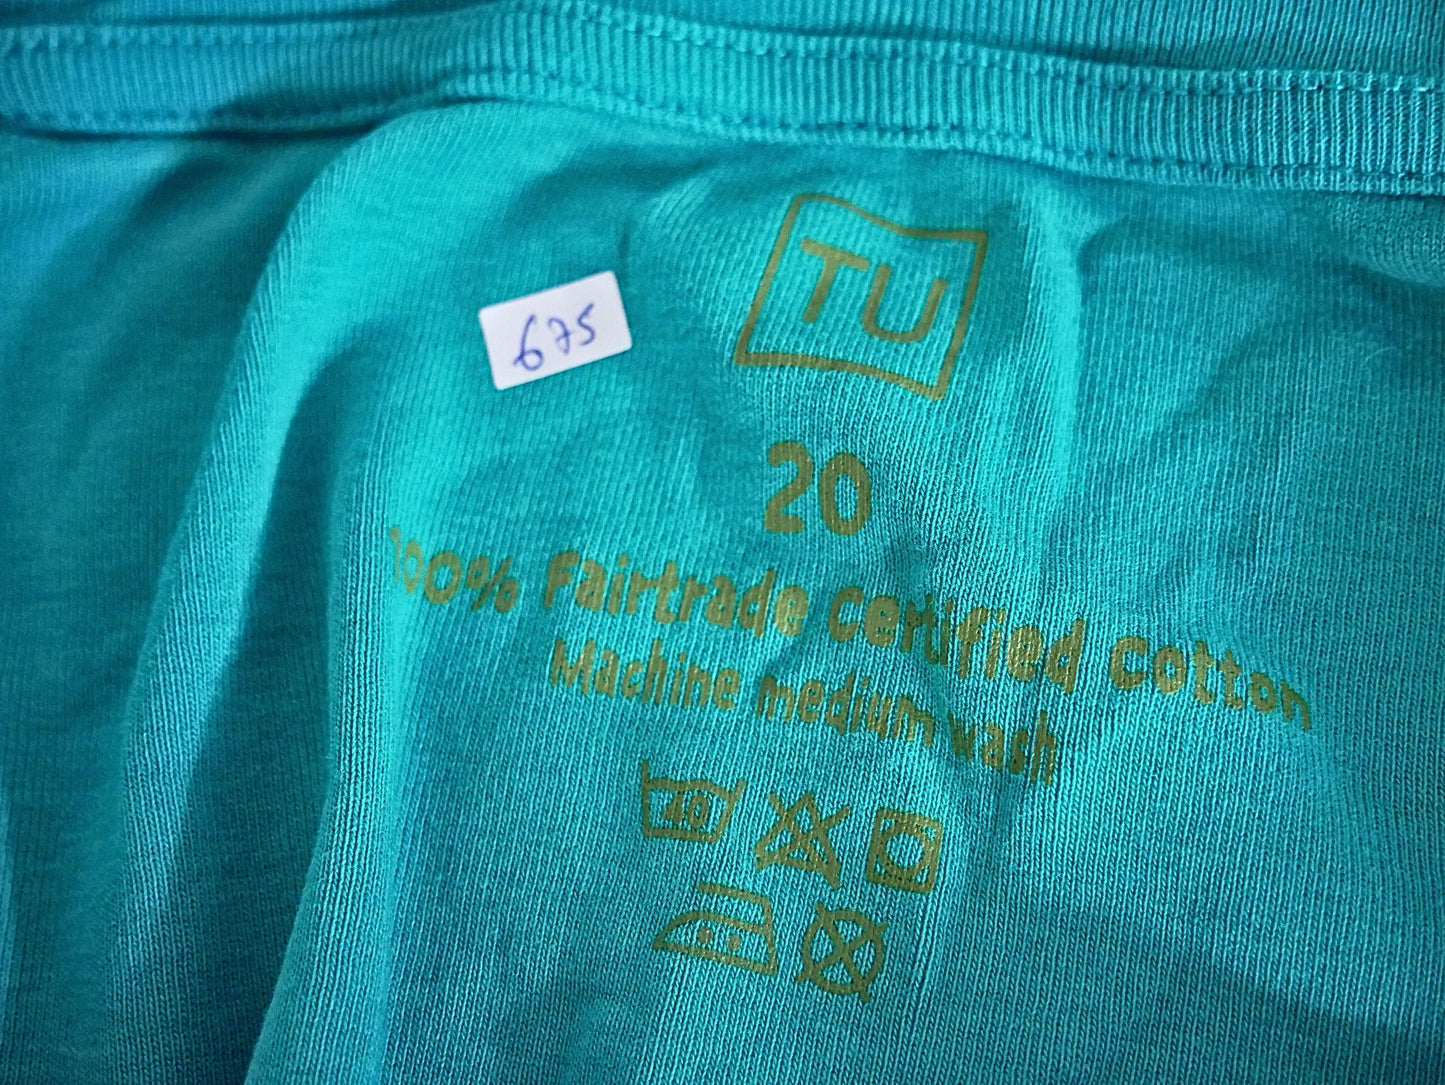 TU
675
20
100% Fairtrade certified cotton
Machine medium wash
40